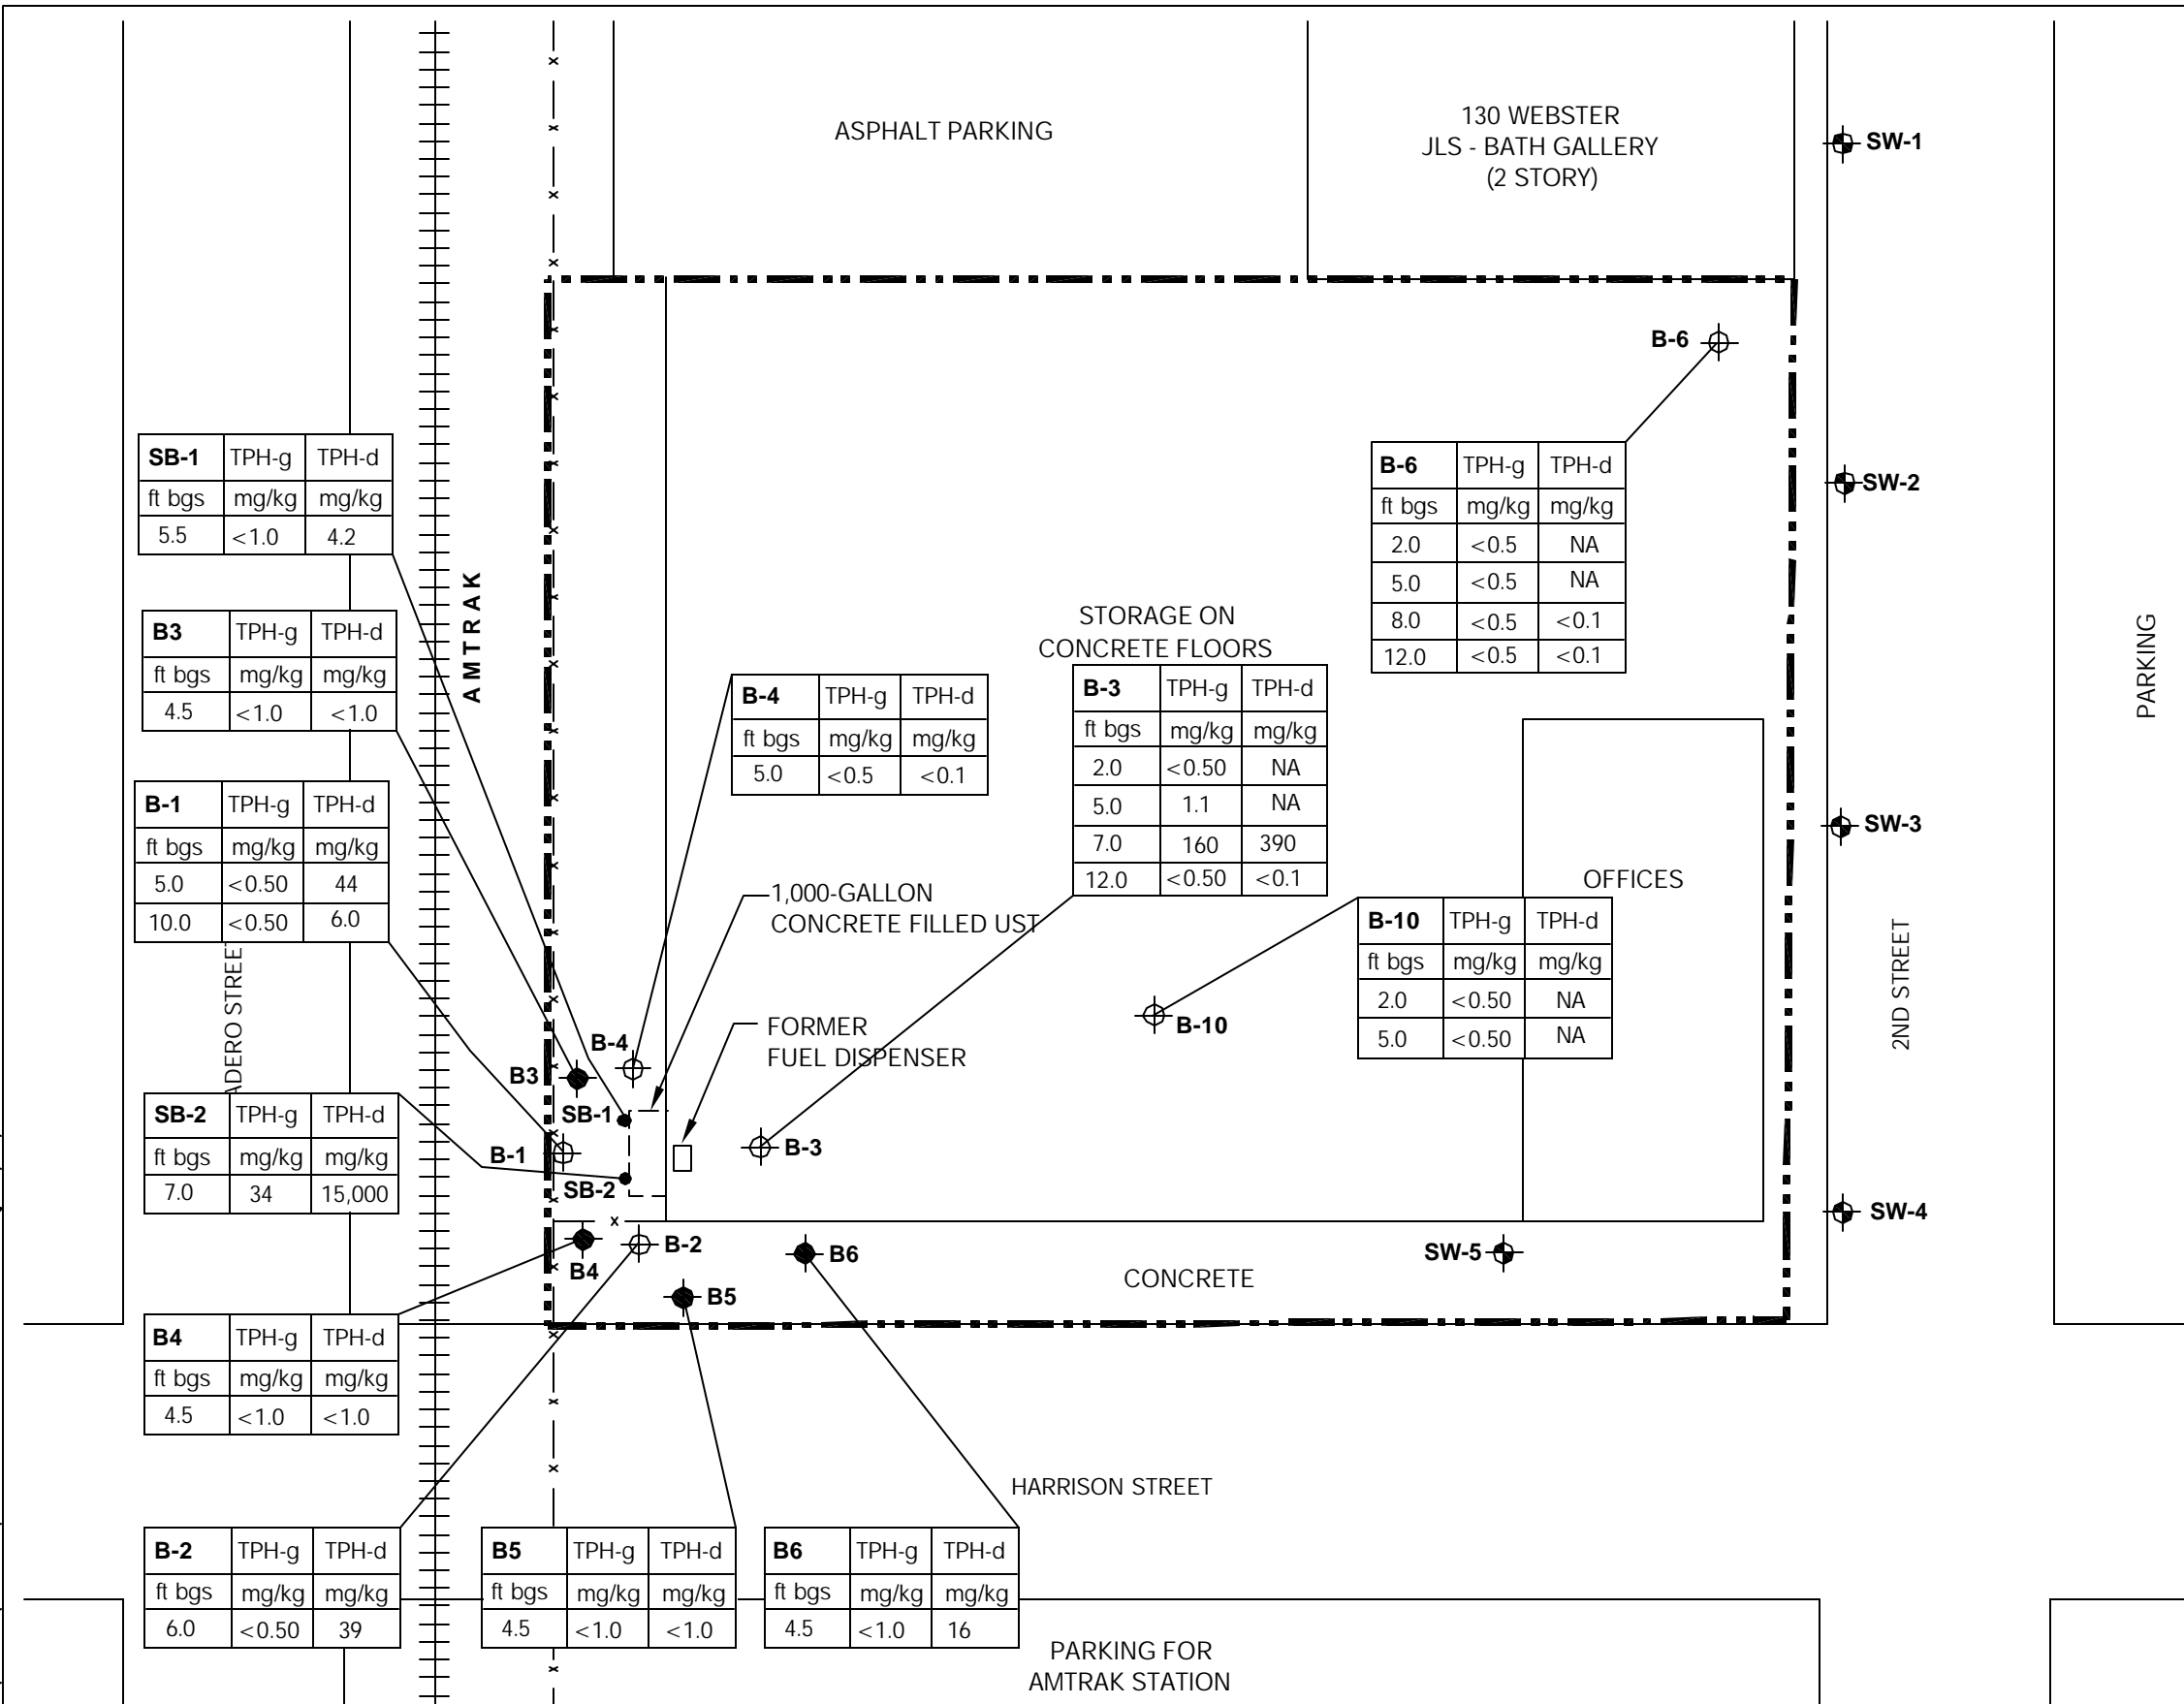 ASPHALT PARKING
130 WEBSTER
JLS - BATH GALLERY
(2 STORY)
SW-1
B-6
SW-2
SB-1 TPH-g TPH-d
ft bgs mg/kg mg/kg
5.5 <1.0 4.2
B-6 TPH-g TPH-d
ft bgs mg/kg mg/kg
2.0 <0.5 NA
5.0 <0.5 NA
8.0 <0.5 <0.1
12.0 <0.5 <0.1
AMTRAK
B3 TPH-g TPH-d
ft bgs mg/kg mg/kg
4.5 <1.0 <1.0
STORAGE ON
CONCRETE FLOORS
PARKING
B-4 TPH-g TPH-d
ft bgs mg/kg mg/kg
5.0 <0.5 <0.1
B-3 TPH-g TPH-d
ft bgs mg/kg mg/kg
2.0 <0.50 NA
5.0 1.1 NA
7.0 160 390
12.0 <0.50 <0.1
B-1 TPH-g TPH-d
ft bgs mg/kg mg/kg
5.0 <0.50 44
10.0 <0.50 6.0
SW-3
OFFICES
1,000-GALLON
CONCRETE FILLED UST
B-10 TPH-g TPH-d
ft bgs mg/kg mg/kg
2.0 <0.50 NA
5.0 <0.50 NA
2ND STREET
ADERO STREET
B-10
FORMER
FUEL DISPENSER
B-4
B3
SB-1
B-1
B-3
SB-2
SB-2 TPH-g TPH-d
ft bgs mg/kg mg/kg
7.0 34 15,000
SW-4
B-2
B4
B6
SW-5
B5
CONCRETE
B4 TPH-g TPH-d
ft bgs mg/kg mg/kg
4.5 <1.0 <1.0
HARRISON STREET
B-2 TPH-g TPH-d
ft bgs mg/kg mg/kg
6.0 <0.50 39
B5 TPH-g TPH-d
ft bgs mg/kg mg/kg
4.5 <1.0 <1.0
B6 TPH-g TPH-d
ft bgs mg/kg mg/kg
4.5 <1.0 16
PARKING FOR
AMTRAK STATION